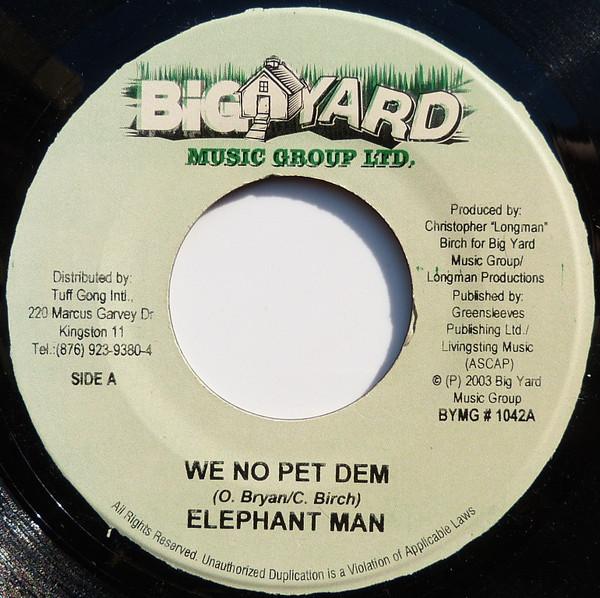 BiG YARD
MUSIC GROUP LTD.
Produced by:
Christopher "Longman"
Birch for Big Yard
Music Group/
Longman Productions
Published by:
Greensleeves
Publishing Ltd./
Livingsting Music
(ASCAP)
© (P) 2003 Big Yard
Music Group
BYMG # 1042A
Distributed by:
Tuff Gong Intl.,
220 Marcus Garvey Dr
Kingston 11
Tel.:(876) 923-9380-4
SIDE A
WE NO PET DEM
(O. Bryan/C. Birch)
ELEPHANT MAN
All Rights Reserved. Unauthorized Duplication is a Violation of Applicable Laws